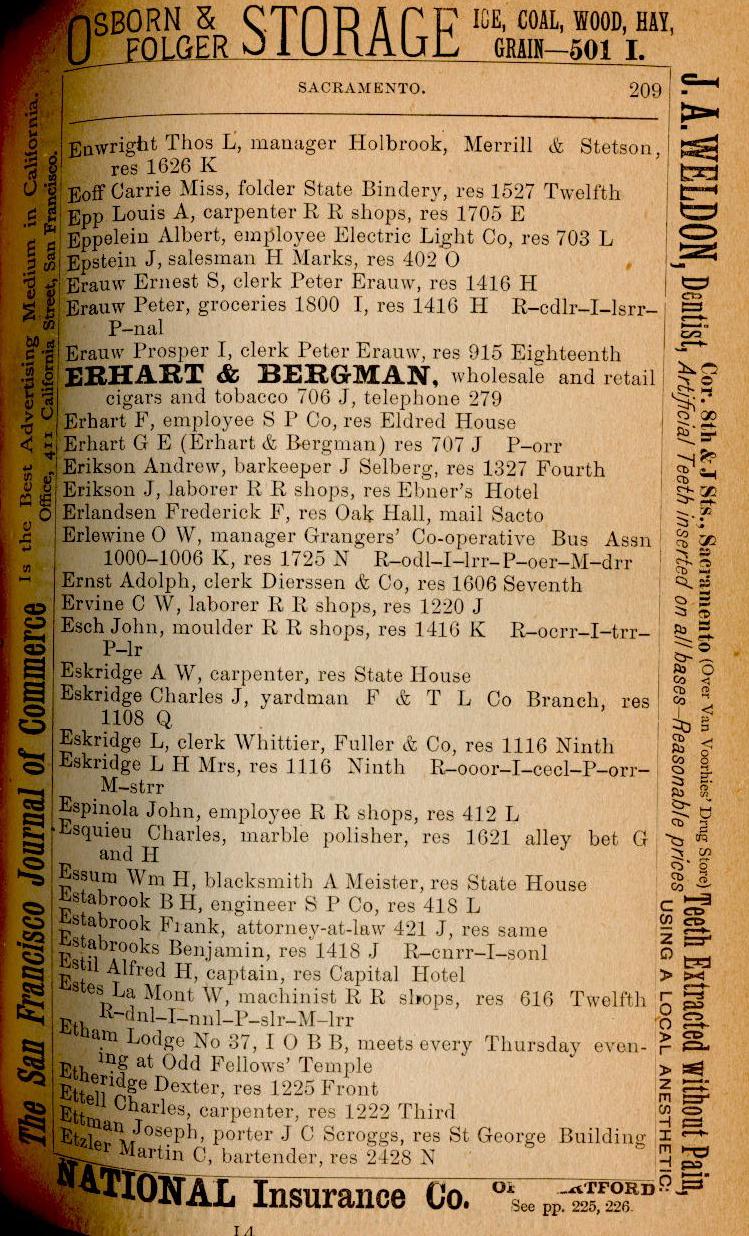 OSBORN & FOLGER STORAGE ICE, COAL, WOOD, HAY, GRAIN—501 I.
SACRAMENTO. 209
Enwright Thos L, manager Holbrook, Merrill & Stetson,
res 1626 K
Eoff Carrie Miss, folder State Bindery, res 1527 Twelfth
Epp Louis A, carpenter R R shops, res 1705 E
Eppelein Albert, employee Electric Light Co, res 703 L
Epstein J, salesman H Marks, res 402 O
Erauw Ernest S, clerk Peter Erauw, res 1416 H
Erauw Peter, groceries 1800 I, res 1416 H R–cdlr–I–lsrr–
P–nal
Erauw Prosper I, clerk Peter Erauw, res 915 Eighteenth
ERHART & BERGMAN, wholesale and retail
cigars and tobacco 706 J, telephone 279
Erhart F, employee S P Co, res Eldred House
Erhart G E (Erhart & Bergman) res 707 J P–orr
Erikson Andrew, barkeeper J Selberg, res 1327 Fourth
Erikson J, laborer R R shops, res Ebner's Hotel
Erlandsen Frederick F, res Oak Hall, mail Sacto
Erlewine O W, manager Grangers' Co-operative Bus Assn
1000–1006 K, res 1725 N R–odl–I–lrr–P–oer–M–drr
Ernst Adolph, clerk Dierssen & Co, res 1606 Seventh
Ervine C W, laborer R R shops, res 1220 J
Esch John, moulder R R shops, res 1416 K R–ocrr–I–trr–
P–lr
Eskridge A W, carpenter, res State House
Eskridge Charles J, yardman F & T L Co Branch, res
1108 Q
Eskridge L, clerk Whittier, Fuller & Co, res 1116 Ninth
Eskridge L H Mrs, res 1116 Ninth R–ooor–I–cecl–P–orr–
M–strr
Espinola John, employee R R shops, res 412 L
Esquieu Charles, marble polisher, res 1621 alley bet G
and H
Essum Wm H, blacksmith A Meister, res State House
Estabrook B H, engineer S P Co, res 418 L
Estabrook Frank, attorney-at-law 421 J, res same
Estabrooks Benjamin, res 1418 J R–cnrr–I–sonl
Estil Alfred H, captain, res Capital Hotel
Estes La Mont W, machinist R R shops, res 616 Twelfth
R–dnl–I–nnl–P–slr–M–lrr
Etham Lodge No 37, I O B B, meets every Thursday even-
ing at Odd Fellows' Temple
Etheridge Dexter, res 1225 Front
Ettell Charles, carpenter, res 1222 Third
Ettman Joseph, porter J C Scroggs, res St George Building
Etzler Martin C, bartender, res 2428 N
NATIONAL Insurance Co. See pp. 225, 226.
14
The San Francisco Journal of Commerce Is the Best Advertising Medium in California.
Office, 411 California Street, San Francisco.
J. A. WELDON, Dentist, Cor. 8th & J Sts., Sacramento (Over Van Voorhies' Drug Store)
Artificial Teeth inserted on all bases—Reasonable prices
Teeth Extracted without Pain,
USING A LOCAL ANESTHETIC.